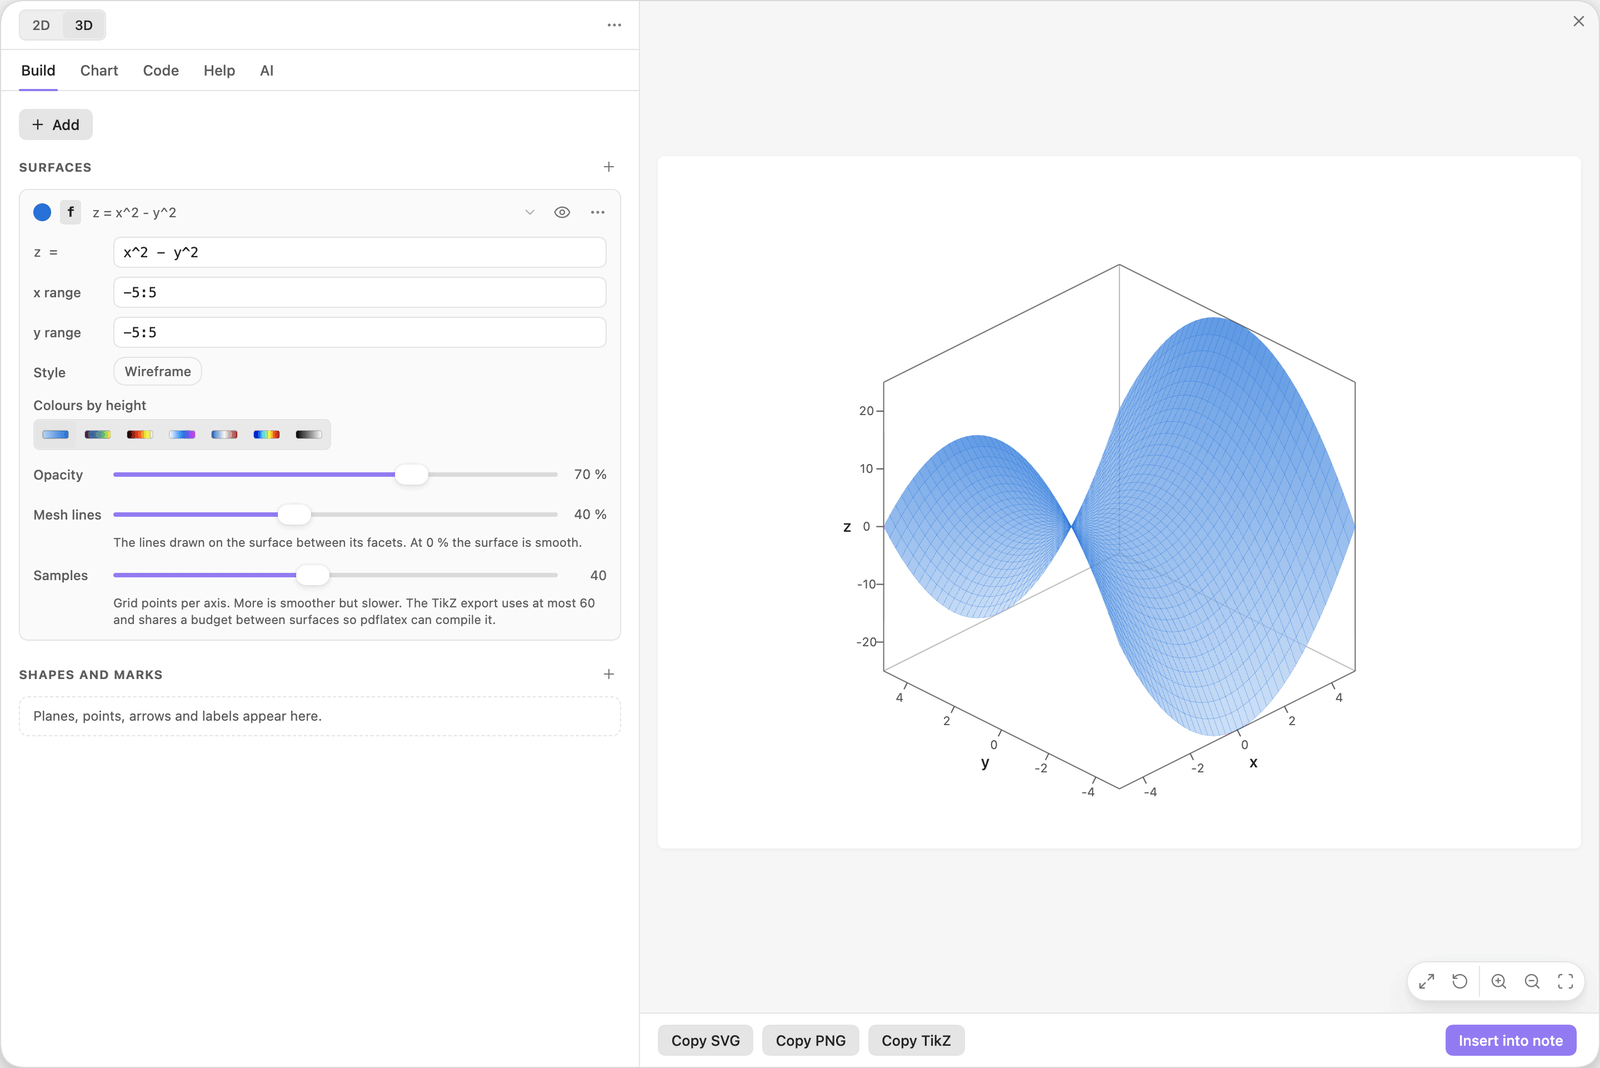 2D 3D
Build Chart Code Help AI
+ Add
SURFACES
f z = x^2 - y^2
z = x^2 − y^2
x range −5:5
y range −5:5
Style Wireframe
Colours by height
Opacity 70 %
Mesh lines 40 %
The lines drawn on the surface between its facets. At 0 % the surface is smooth.
Samples 40
Grid points per axis. More is smoother but slower. The TikZ export uses at most 60
and shares a budget between surfaces so pdflatex can compile it.
SHAPES AND MARKS
Planes, points, arrows and labels appear here.
20
10
z 0
-10
-20
4
2
0
-2
-4
y
-4
-2
0
2
4
x
Copy SVG Copy PNG Copy TikZ Insert into note